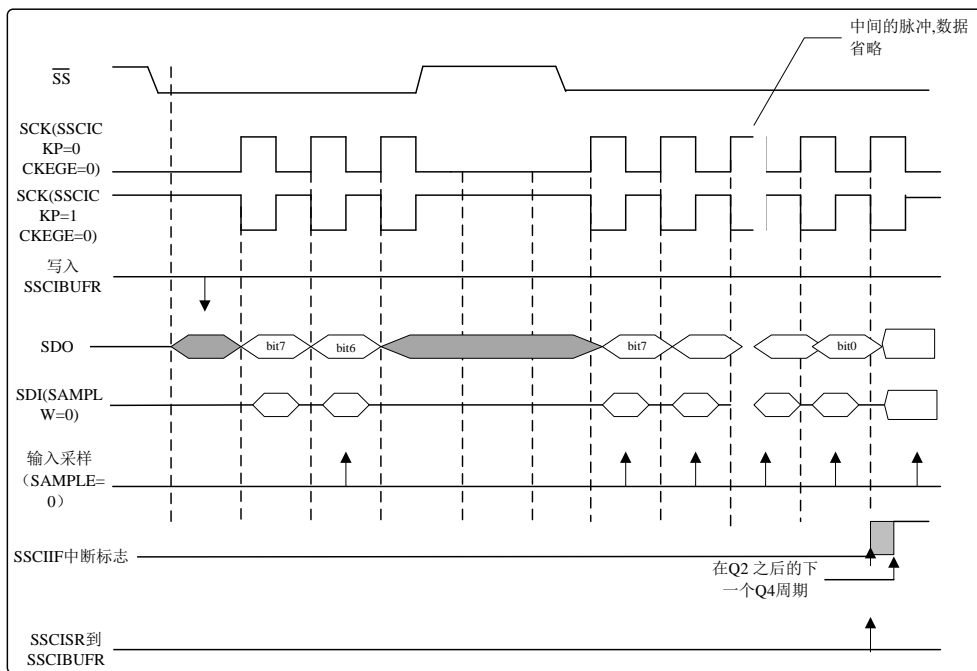 中间的脉冲,数据
省略
SS
SCK(SSCIC
KP=0
CKEGE=0)
SCK(SSCIC
KP=1
CKEGE=0)
写入
SSCIBUFR
SDO
bit7
bit6
bit7
bit0
SDI(SAMPL
W=0)
输入采样
（SAMPLE=
0）
SSCIIF中断标志
在Q2 之后的下
一个Q4周期
SSCISR到
SSCIBUFR